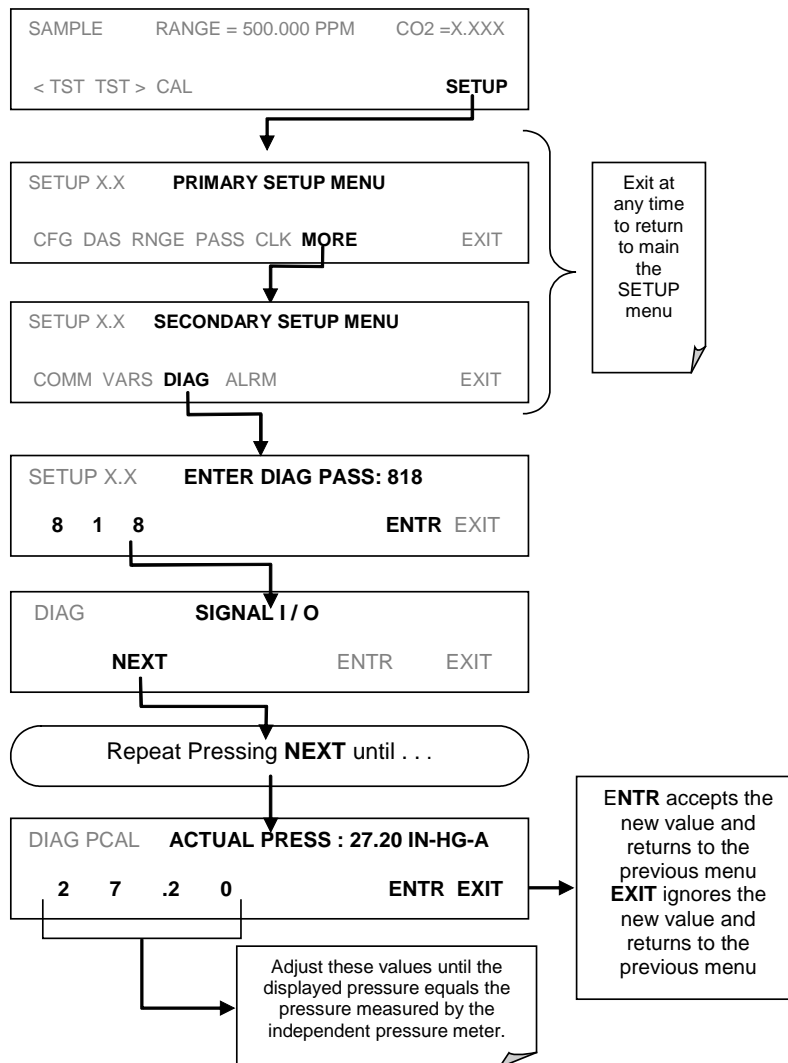 SAMPLE RANGE = 500.000 PPM CO2 =X.XXX
< TST TST > CAL SETUP
SETUP X.X PRIMARY SETUP MENU
CFG DAS RNGE PASS CLK MORE EXIT
Exit at
any time
to return
to main
the
SETUP
menu
SETUP X.X SECONDARY SETUP MENU
COMM VARS DIAG ALRM EXIT
SETUP X.X ENTER DIAG PASS: 818
8 1 8 ENTR EXIT
DIAG SIGNAL I / O
NEXT ENTR EXIT
Repeat Pressing NEXT until . . .
DIAG PCAL ACTUAL PRESS : 27.20 IN-HG-A
2 7 .2 0 ENTR EXIT
ENTR accepts the
new value and
returns to the
previous menu
EXIT ignores the
new value and
returns to the
previous menu
Adjust these values until the
displayed pressure equals the
pressure measured by the
independent pressure meter.